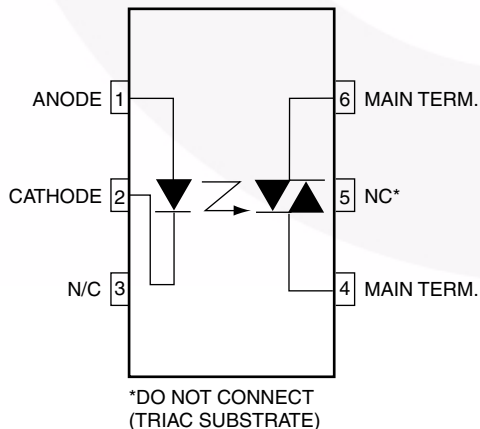 ANODE 1
6 MAIN TERM.
CATHODE 2
5 NC*
N/C 3
4 MAIN TERM.
*DO NOT CONNECT
(TRIAC SUBSTRATE)